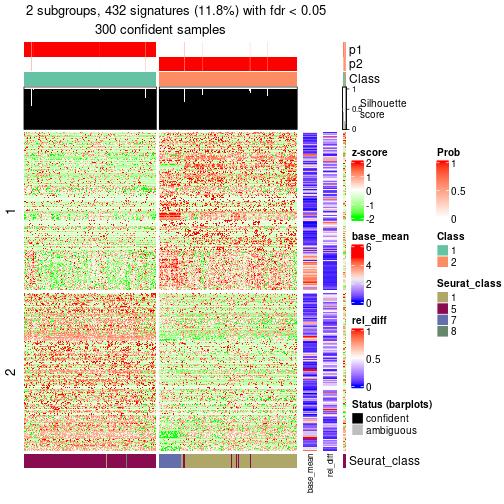 2 subgroups, 432 signatures (11.8%) with fdr < 0.05
300 confident samples
p1
p2
Class
1
0.5
0
Silhouette
score
1
2
z-score
2
1
0
-1
-2
Prob
1
0.5
0
base_mean
6
4
2
0
Class
1
2
Seurat_class
1
5
7
8
rel_diff
1
0.5
0
Status (barplots)
confident
ambiguous
Seurat_class
base_mean
rel_diff